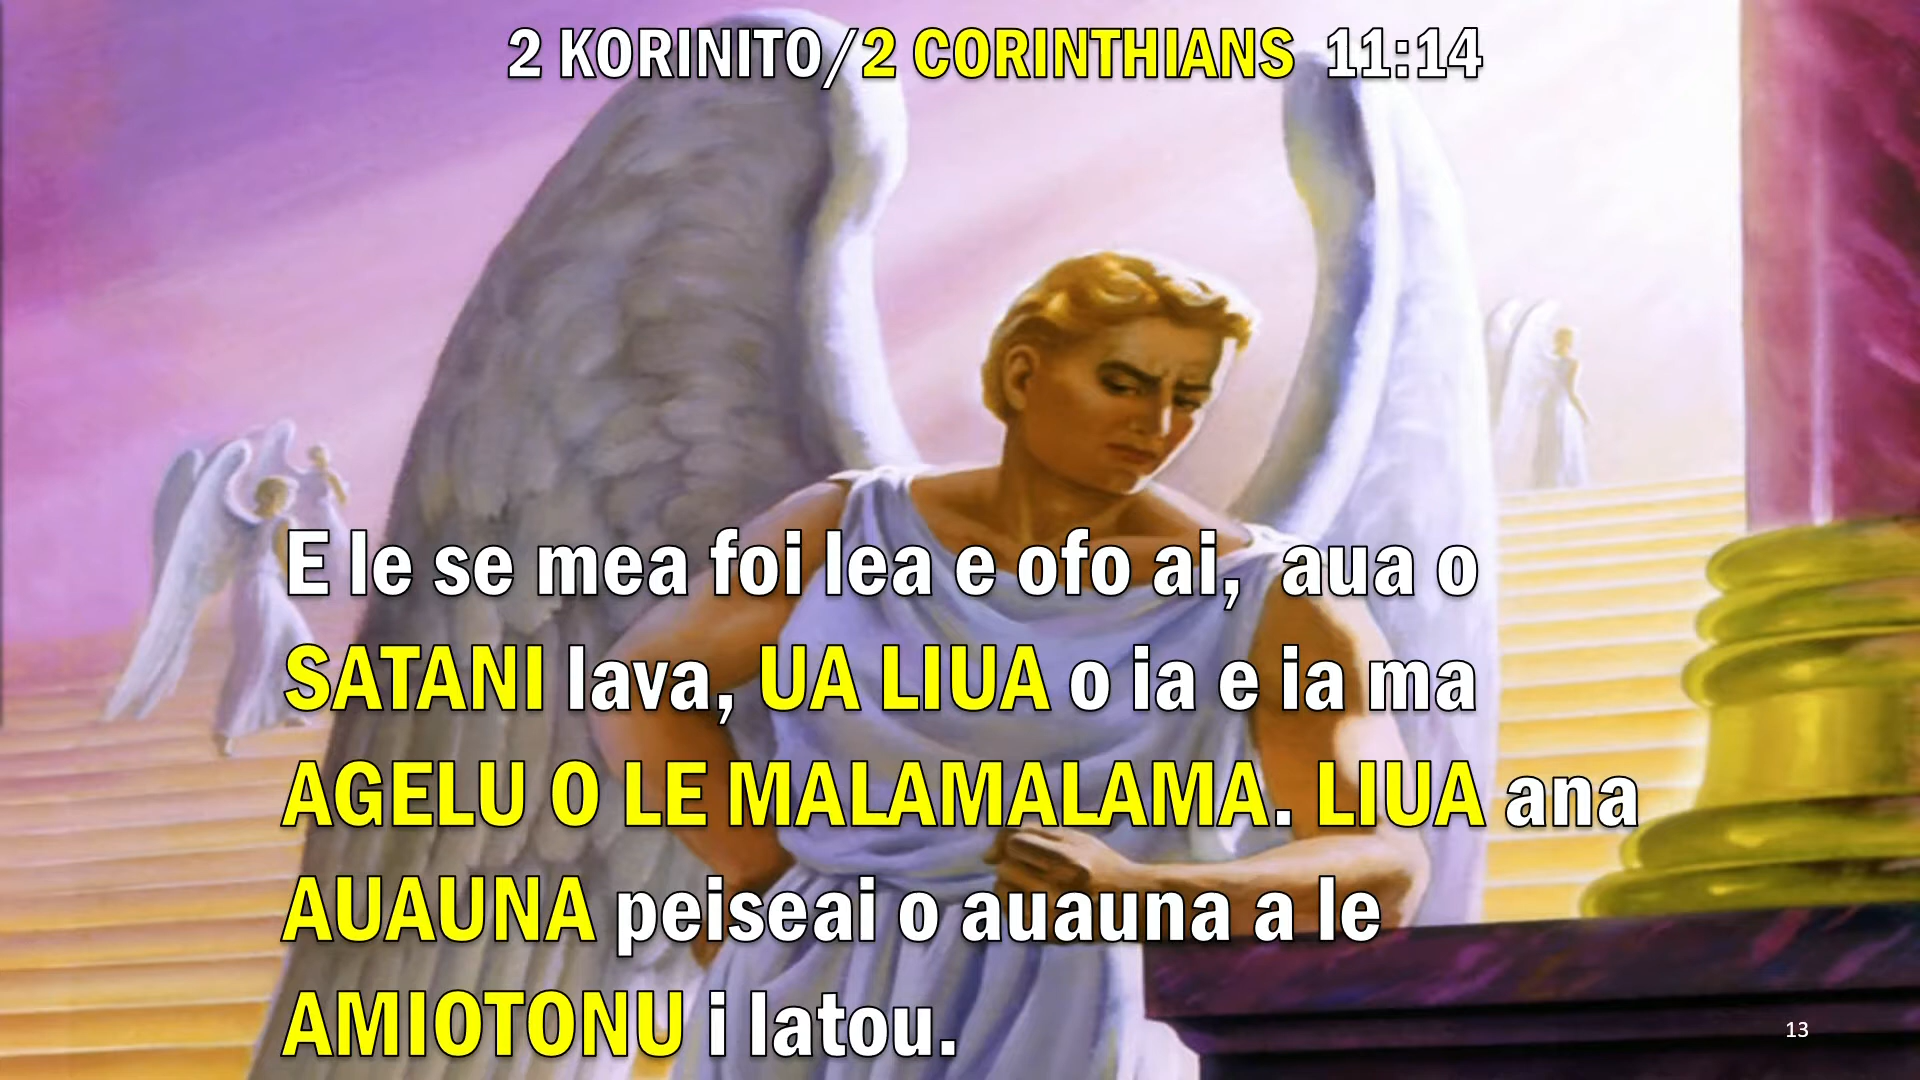 2 KORINITO/2 CORINTHIANS 11:14
E le se mea foi lea e ofo ai, aua o
SATANI lava, UA LIUA o ia e ia ma
AGELU O LE MALAMALAMA. LIUA ana
AUAUNA peiseai o auauna a le
AMIOTONU i latou.
13